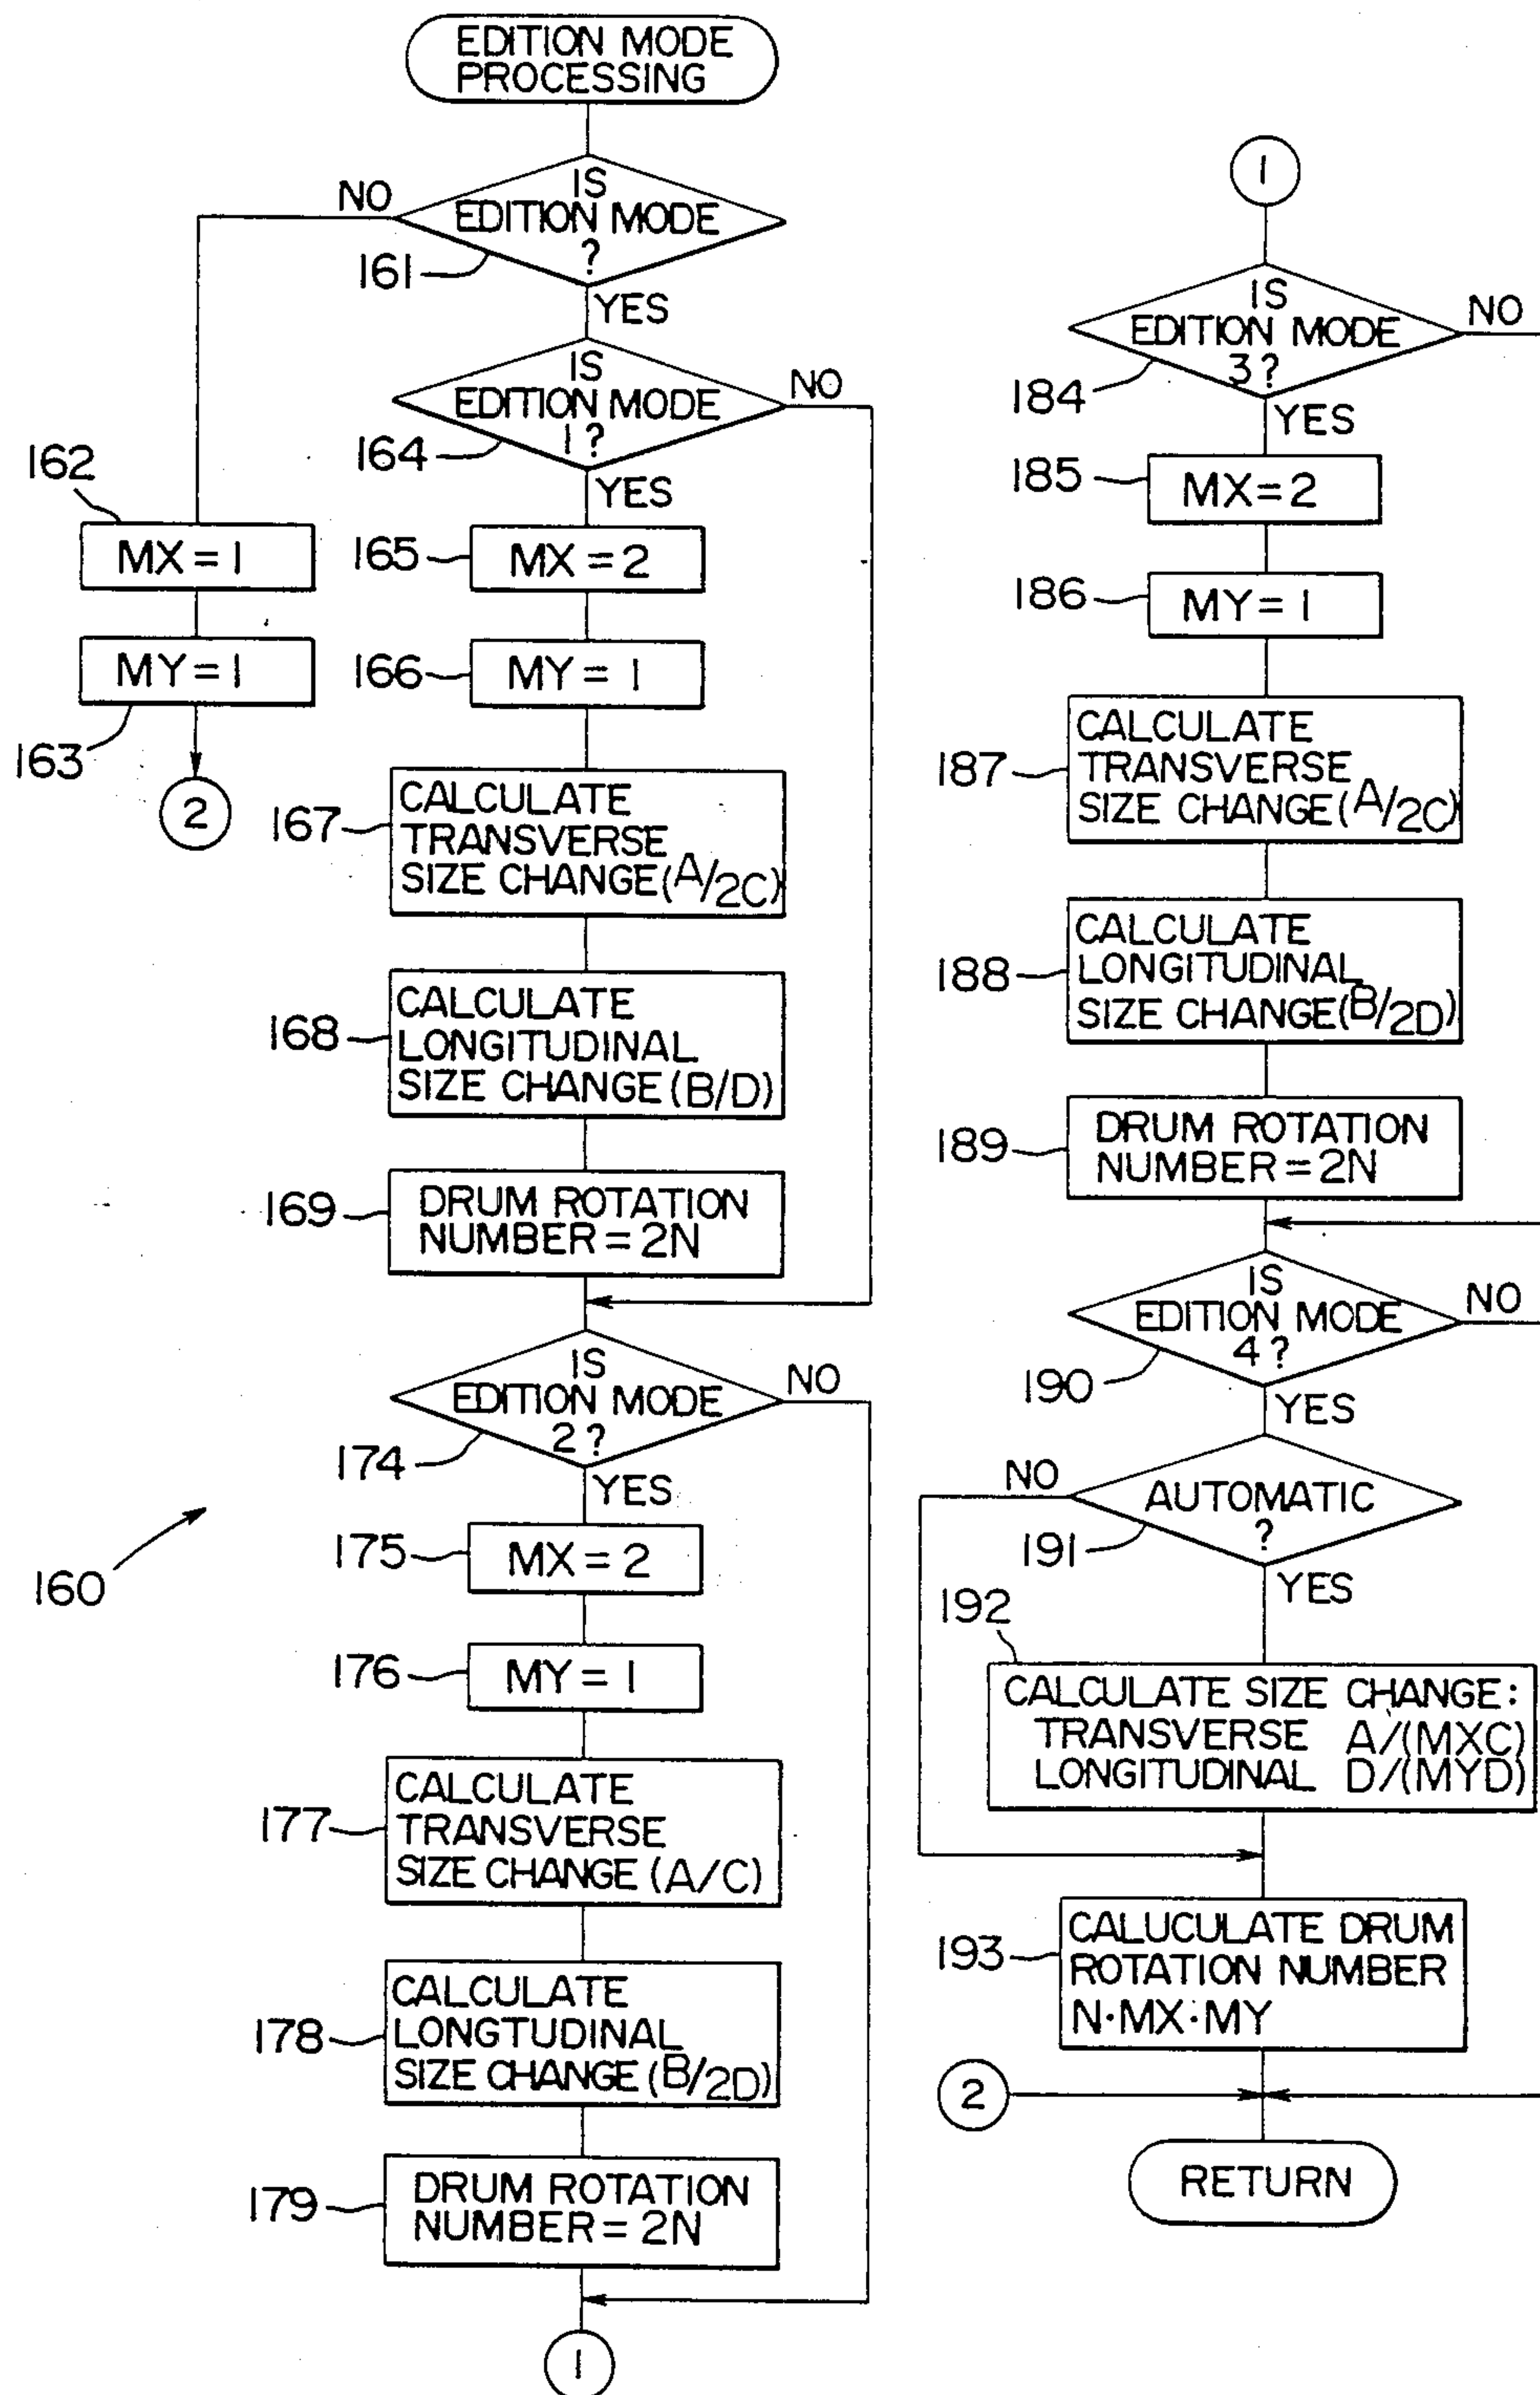 EDITION MODE
PROCESSING
IS
EDITION MODE
?
NO
161
YES
IS
EDITION MODE
1?
NO
164
YES
162
MX=1
MY=1
163
2
165
MX=2
166
MY=1
167
CALCULATE
TRANSVERSE
SIZE CHANGE(A/2C)
168
CALCULATE
LONGITUDINAL
SIZE CHANGE(B/D)
169
DRUM ROTATION
NUMBER=2N
IS
EDITION MODE
2?
NO
174
YES
160
175
MX=2
176
MY=1
177
CALCULATE
TRANSVERSE
SIZE CHANGE(A/C)
178
CALCULATE
LONGTUDINAL
SIZE CHANGE(B/2D)
179
DRUM ROTATION
NUMBER=2N
1
1
IS
EDITION MODE
3?
NO
184
YES
185
MX=2
186
MY=1
187
CALCULATE
TRANSVERSE
SIZE CHANGE(A/2C)
188
CALCULATE
LONGITUDINAL
SIZE CHANGE(B/2D)
189
DRUM ROTATION
NUMBER=2N
IS
EDITION MODE
4?
NO
190
YES
NO
AUTOMATIC
?
191
YES
192
CALCULATE SIZE CHANGE:
TRANSVERSE A/(MXC)
LONGITUDINAL D/(MYD)
193
CALUCULATE DRUM
ROTATION NUMBER
N·MX·MY
2
RETURN